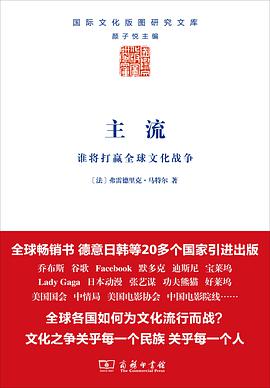 国际文化版图研究文库
颜子悦主编
主流
谁将打赢全球文化战争
〔法〕弗雷德里克·马特尔 著
全球畅销书 德意日韩等20多个国家引进出版
乔布斯 谷歌 Facebook 默多克 迪斯尼 宝莱坞
Lady Gaga 日本动漫 张艺谋 功夫熊猫 好莱坞
美国国会 中情局 美国电影协会 中国电影院线……
全球各国如何为文化流行而战?
文化之争关乎每一个民族 关乎每一个人
商务印书馆